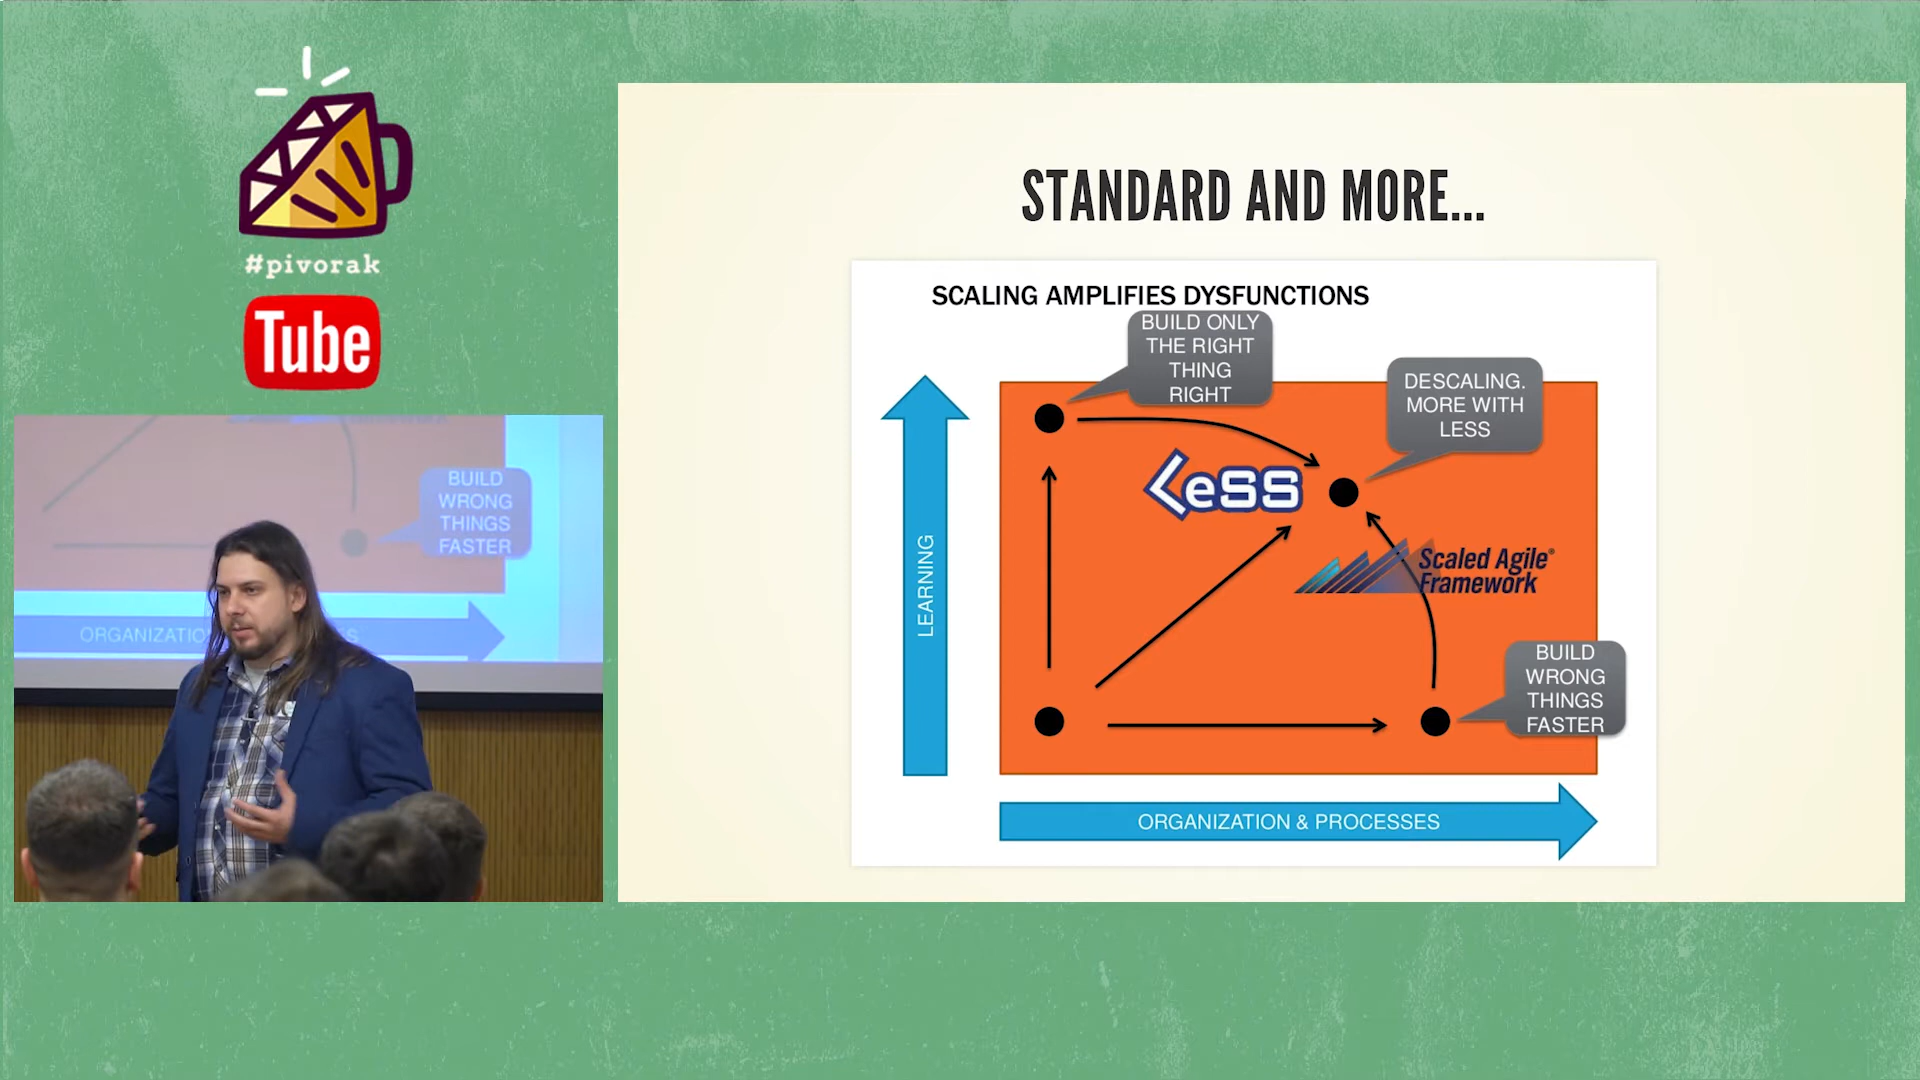 #pivorak
Tube
STANDARD AND MORE...
SCALING AMPLIFIES DYSFUNCTIONS
BUILD ONLY
THE RIGHT
THING
RIGHT
DESCALING.
MORE WITH
LESS
LeSS
Scaled Agile®
Framework
BUILD
WRONG
THINGS
FASTER
LEARNING
ORGANIZATION & PROCESSES
BUILD
WRONG
THINGS
FASTER